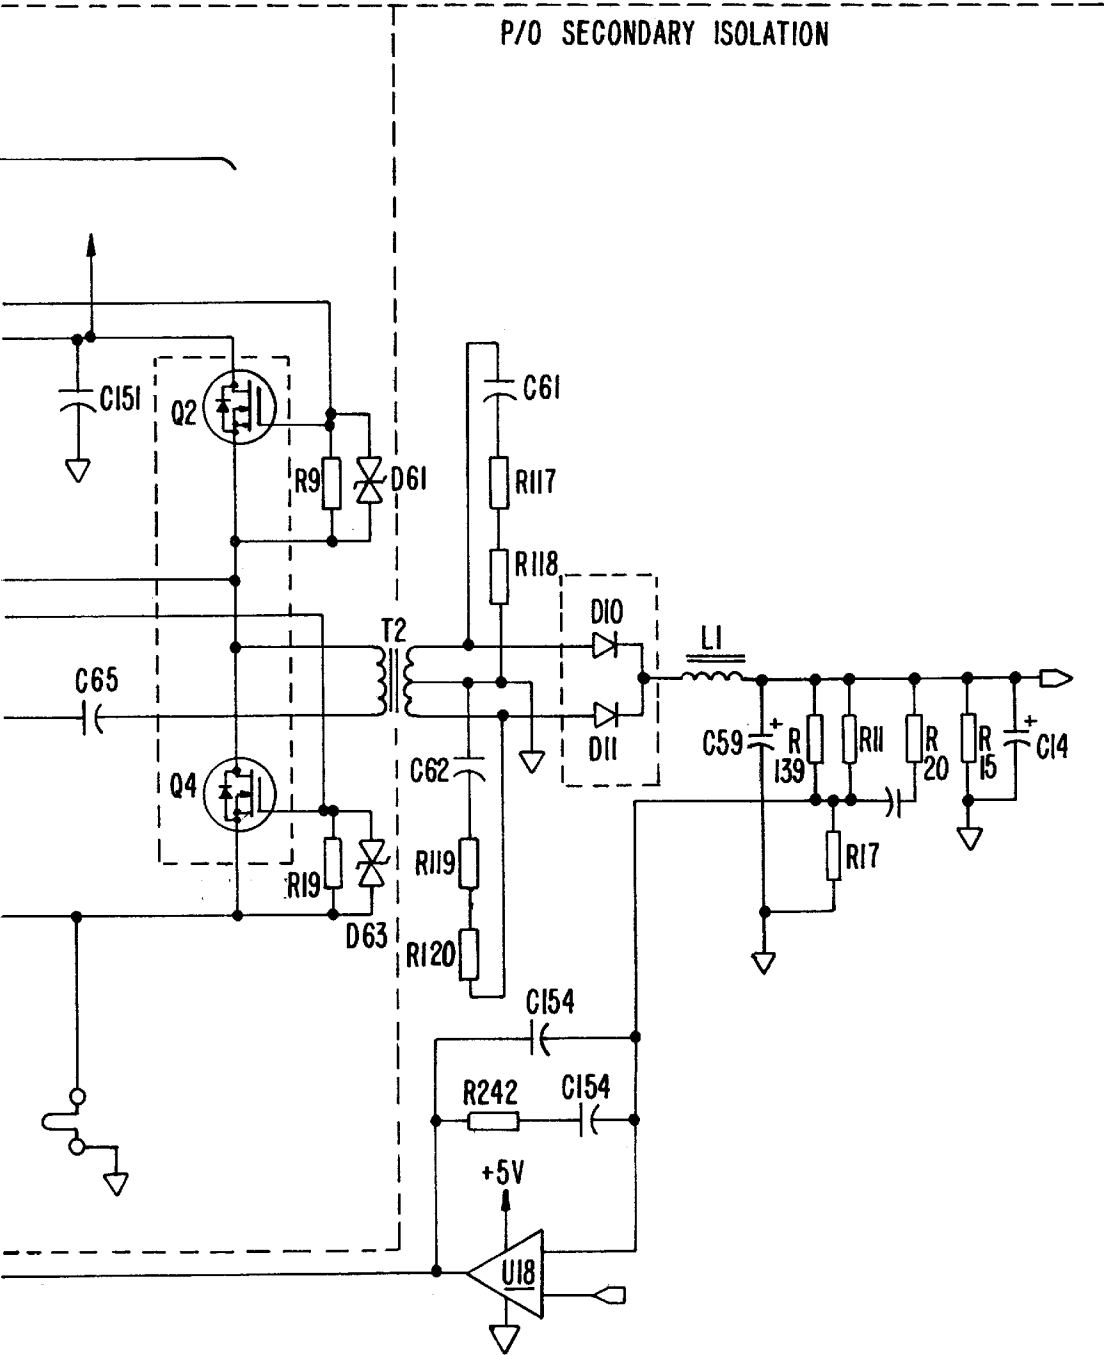 P/O SECONDARY ISOLATION
C151
Q2
R9
D61
C61
R117
R118
D10
T2
L1
C65
D11
C59
+
R
139
R11
R
20
R
15
+
C14
C62
Q4
R119
R17
R19
D63
R120
C154
R242
C154
+5V
U18